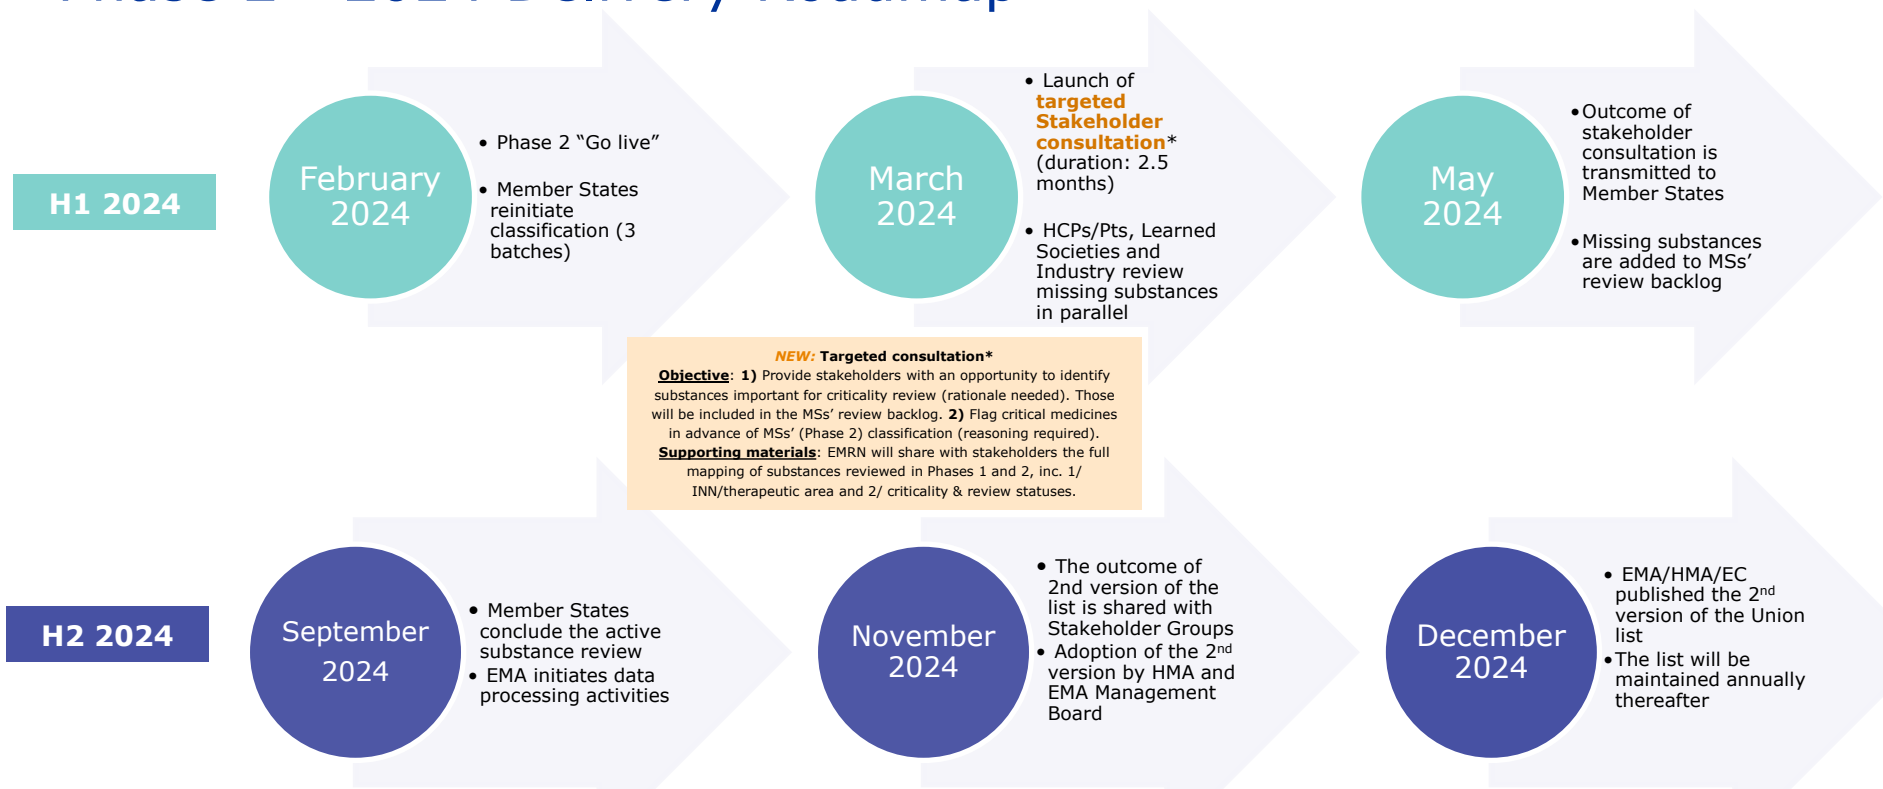 Phase 2 - 2024 Delivery Roadmap
H1 2024
February
2024
• Phase 2 “Go live”
• Member States
reinitiate
classification (3
batches)
March
2024
• Launch of
targeted
Stakeholder
consultation*
(duration: 2.5
months)
• HCPs/Pts, Learned
Societies and
Industry review
missing substances
in parallel
May
2024
•Outcome of
stakeholder
consultation is
transmitted to
Member States
•Missing substances
are added to MSs’
review backlog
NEW: Targeted consultation*
Objective: 1) Provide stakeholders with an opportunity to identify
substances important for criticality review (rationale needed). Those
will be included in the MSs’ review backlog. 2) Flag critical medicines
in advance of MSs’ (Phase 2) classification (reasoning required).
Supporting materials: EMRN will share with stakeholders the full
mapping of substances reviewed in Phases 1 and 2, inc. 1/
INN/therapeutic area and 2/ criticality & review statuses.
H2 2024
September
2024
• Member States
conclude the active
substance review
• EMA initiates data
processing activities
November
2024
• The outcome of
2nd version of the
list is shared with
Stakeholder Groups
• Adoption of the 2nd
version by HMA and
EMA Management
Board
December
2024
• EMA/HMA/EC
published the 2nd
version of the Union
list
•The list will be
maintained annually
thereafter